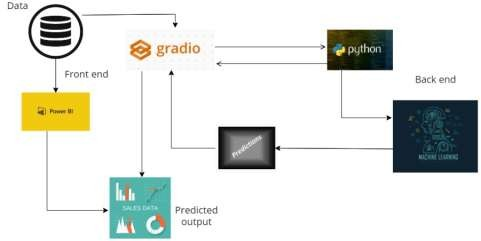 Data
gradio
python
Front end
Back end
Power BI
Predictions
MACHINE LEARNING
SALES DATA
Predicted
output